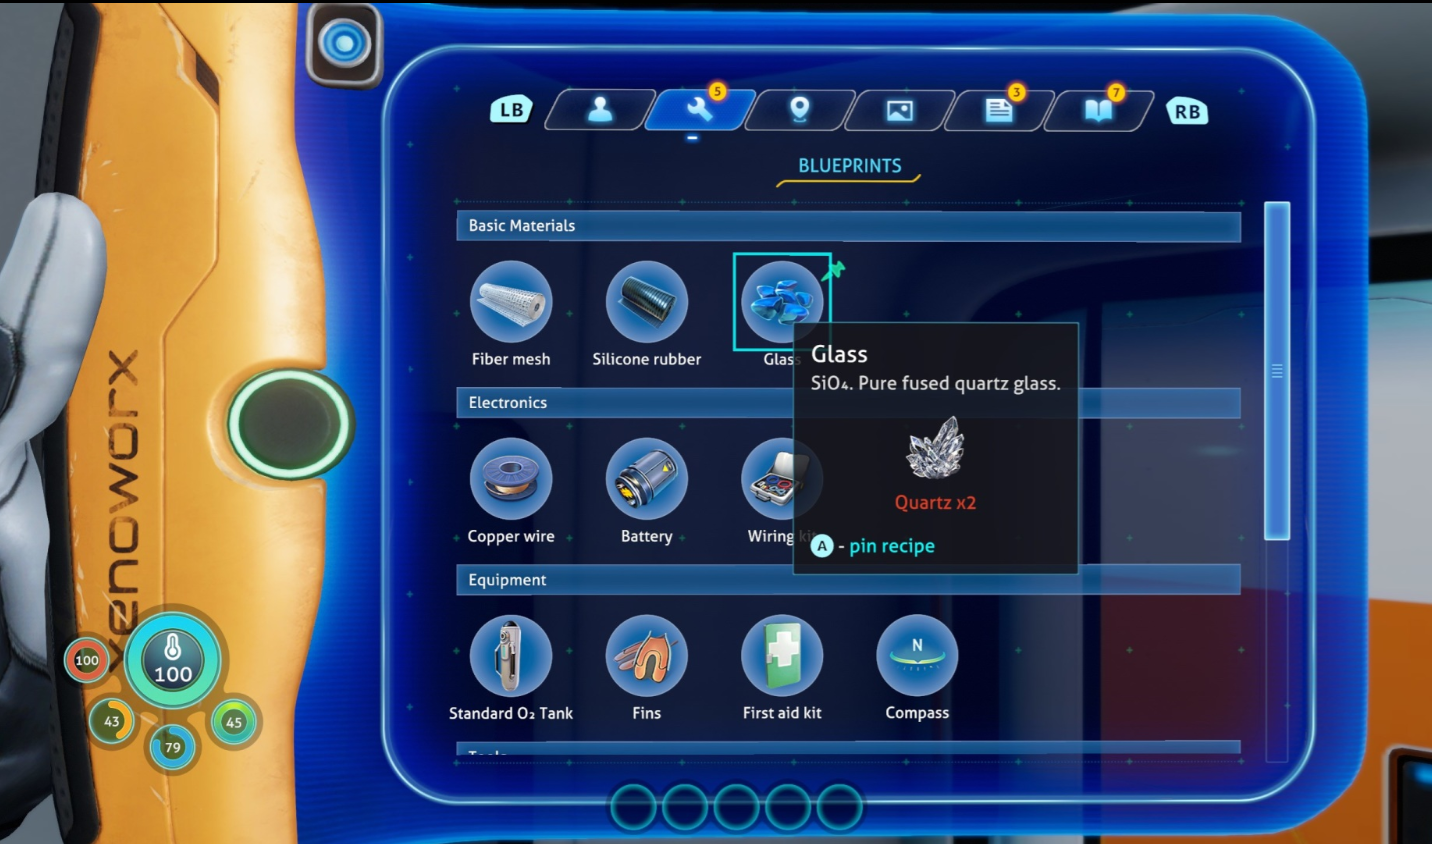 LB
5
3
7
RB
BLUEPRINTS
Basic Materials
Fiber mesh
Silicone rubber
Glass
Glass
SiO₄. Pure fused quartz glass.
Quartz x2
A - pin recipe
Electronics
Copper wire
Battery
Wiring
Equipment
N
Standard O₂ Tank
Fins
First aid kit
Compass
xenoworx
100
100
43
45
79